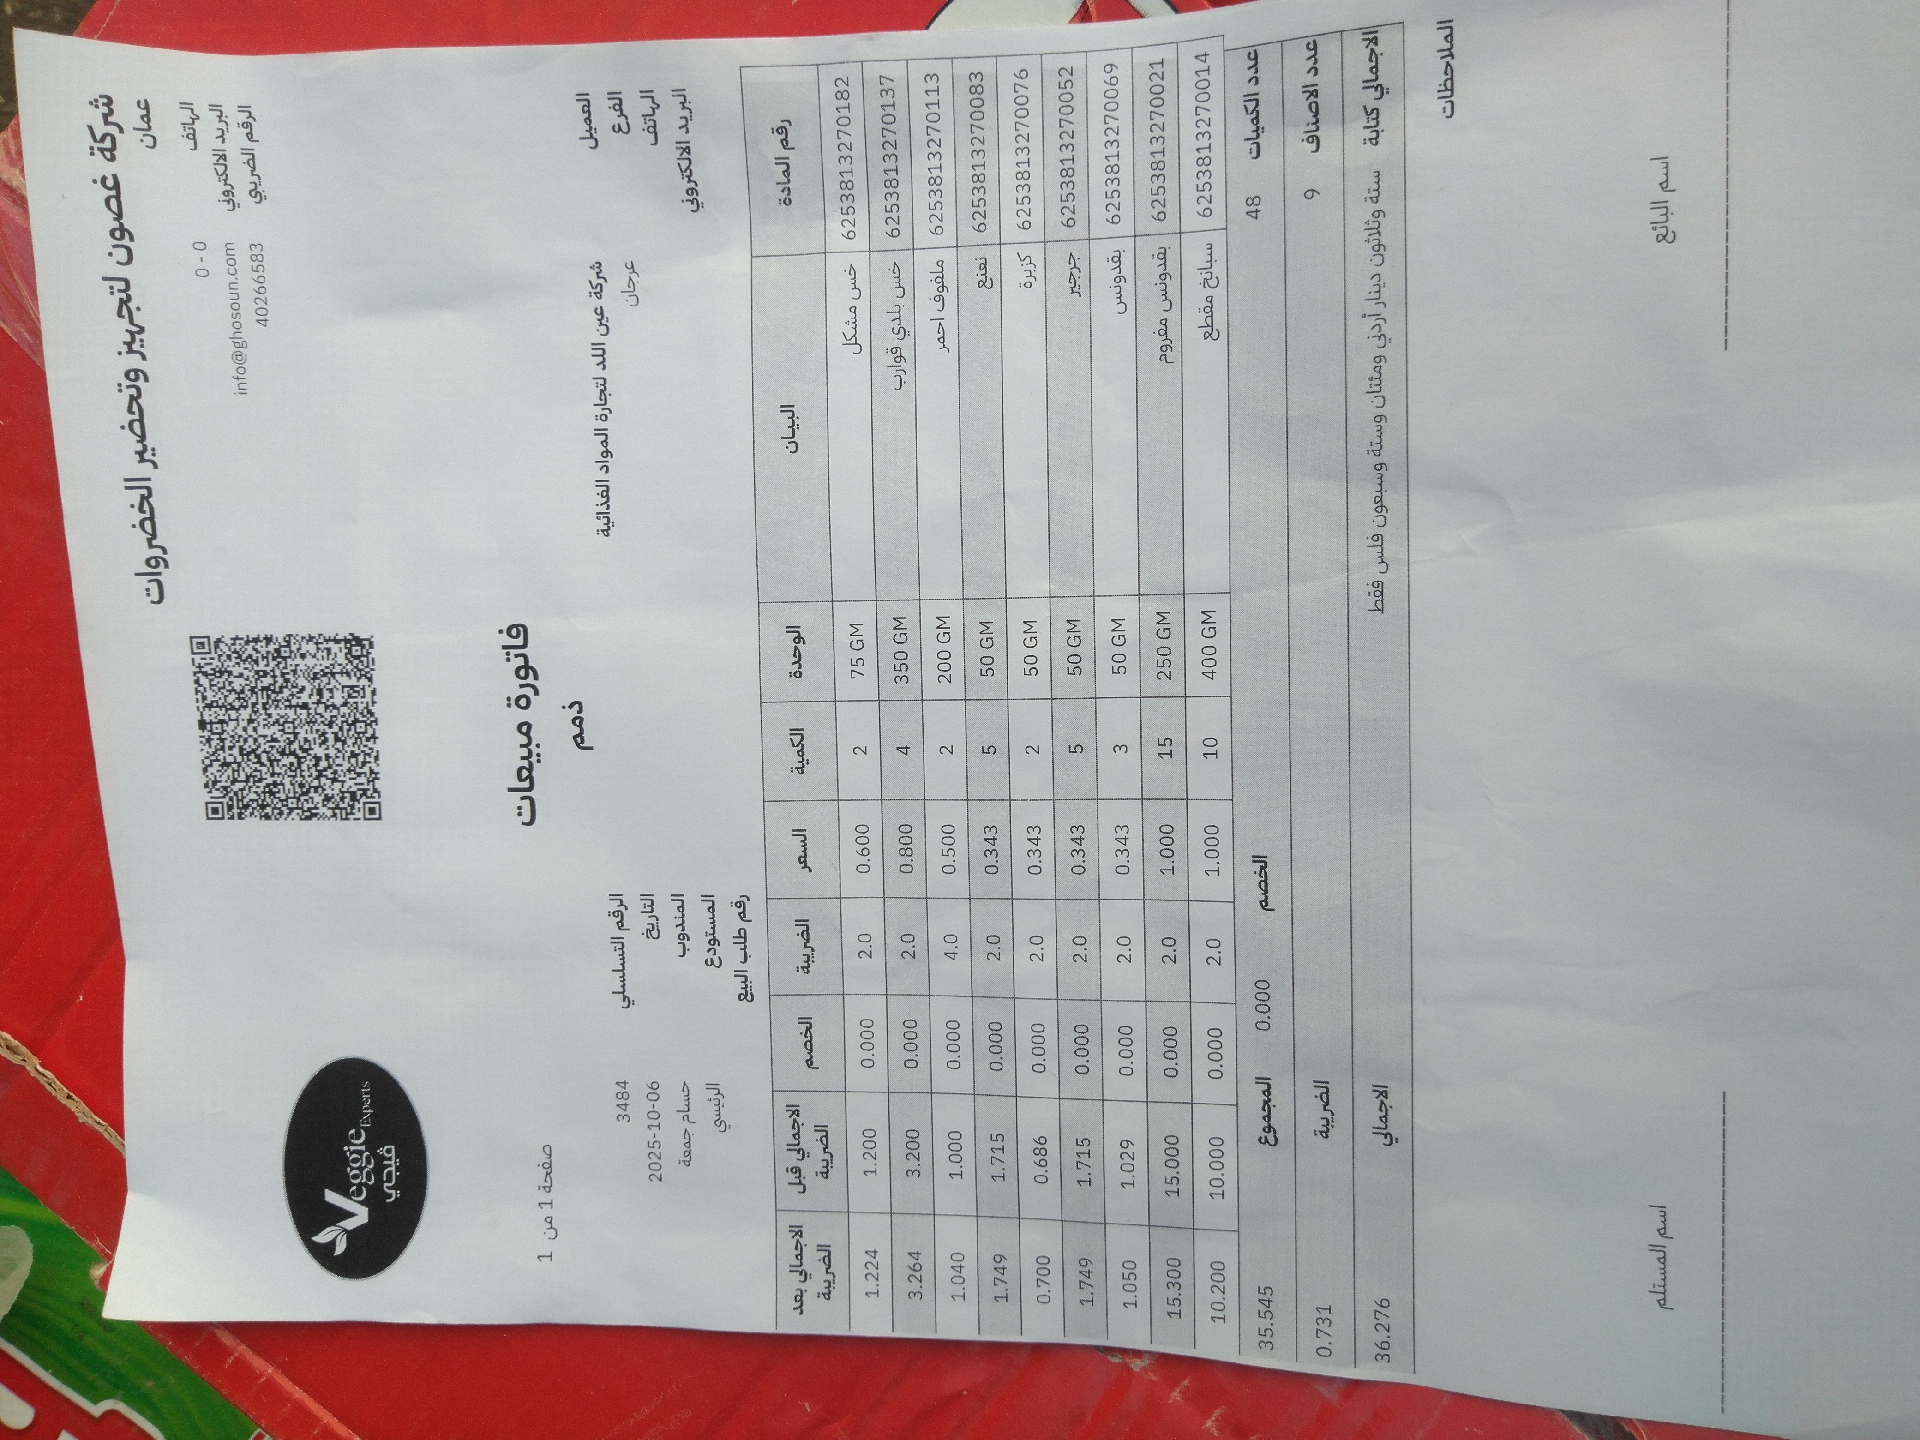 شركة غصون لتجهيز وتحضير الخضروات
عمان
الهاتف 0 - 0
البريد الالكتروني info@ghosoun.com
الرقم الضريبي 40266583
Veggie
Experts
فيجي
فاتورة مبيعات
ذمم
صفحة 1 من 1
العميل شركة عين اللد لتجارة المواد الغذائية
الفرع عرجان
الهاتف
البريد الالكتروني
الرقم التسلسلي 3484
التاريخ 2025-10-06
المندوب حسام جمعة
المستودع الرئيسي
رقم طلب البيع
رقم المادة البيان الوحدة الكمية السعر الضريبة الخصم الاجمالي قبل الضريبة الاجمالي بعد الضريبة
6253813270182 خس مشكل 75 GM 2 0.600 2.0 0.000 1.200 1.224
6253813270137 خس بلدي قوارب 350 GM 4 0.800 2.0 0.000 3.200 3.264
6253813270113 ملفوف احمر 200 GM 2 0.500 4.0 0.000 1.000 1.040
6253813270083 نعنع 50 GM 5 0.343 2.0 0.000 1.715 1.749
6253813270076 كزبرة 50 GM 2 0.343 2.0 0.000 0.686 0.700
6253813270052 جرجير 50 GM 5 0.343 2.0 0.000 1.715 1.749
6253813270069 بقدونس 50 GM 3 0.343 2.0 0.000 1.029 1.050
6253813270021 بقدونس مفروم 250 GM 15 1.000 2.0 0.000 15.000 15.300
6253813270014 سبانخ مقطع 400 GM 10 1.000 2.0 0.000 10.000 10.200
عدد الكميات 48 الخصم 0.000 المجموع 35.545
عدد الاصناف 9 الضريبة 0.731
الاجمالي كتابة ستة وثلاثون دينار أردني ومئتان وستة وسبعون فلس فقط الاجمالي 36.276
الملاحظات
اسم البائع اسم المستلم